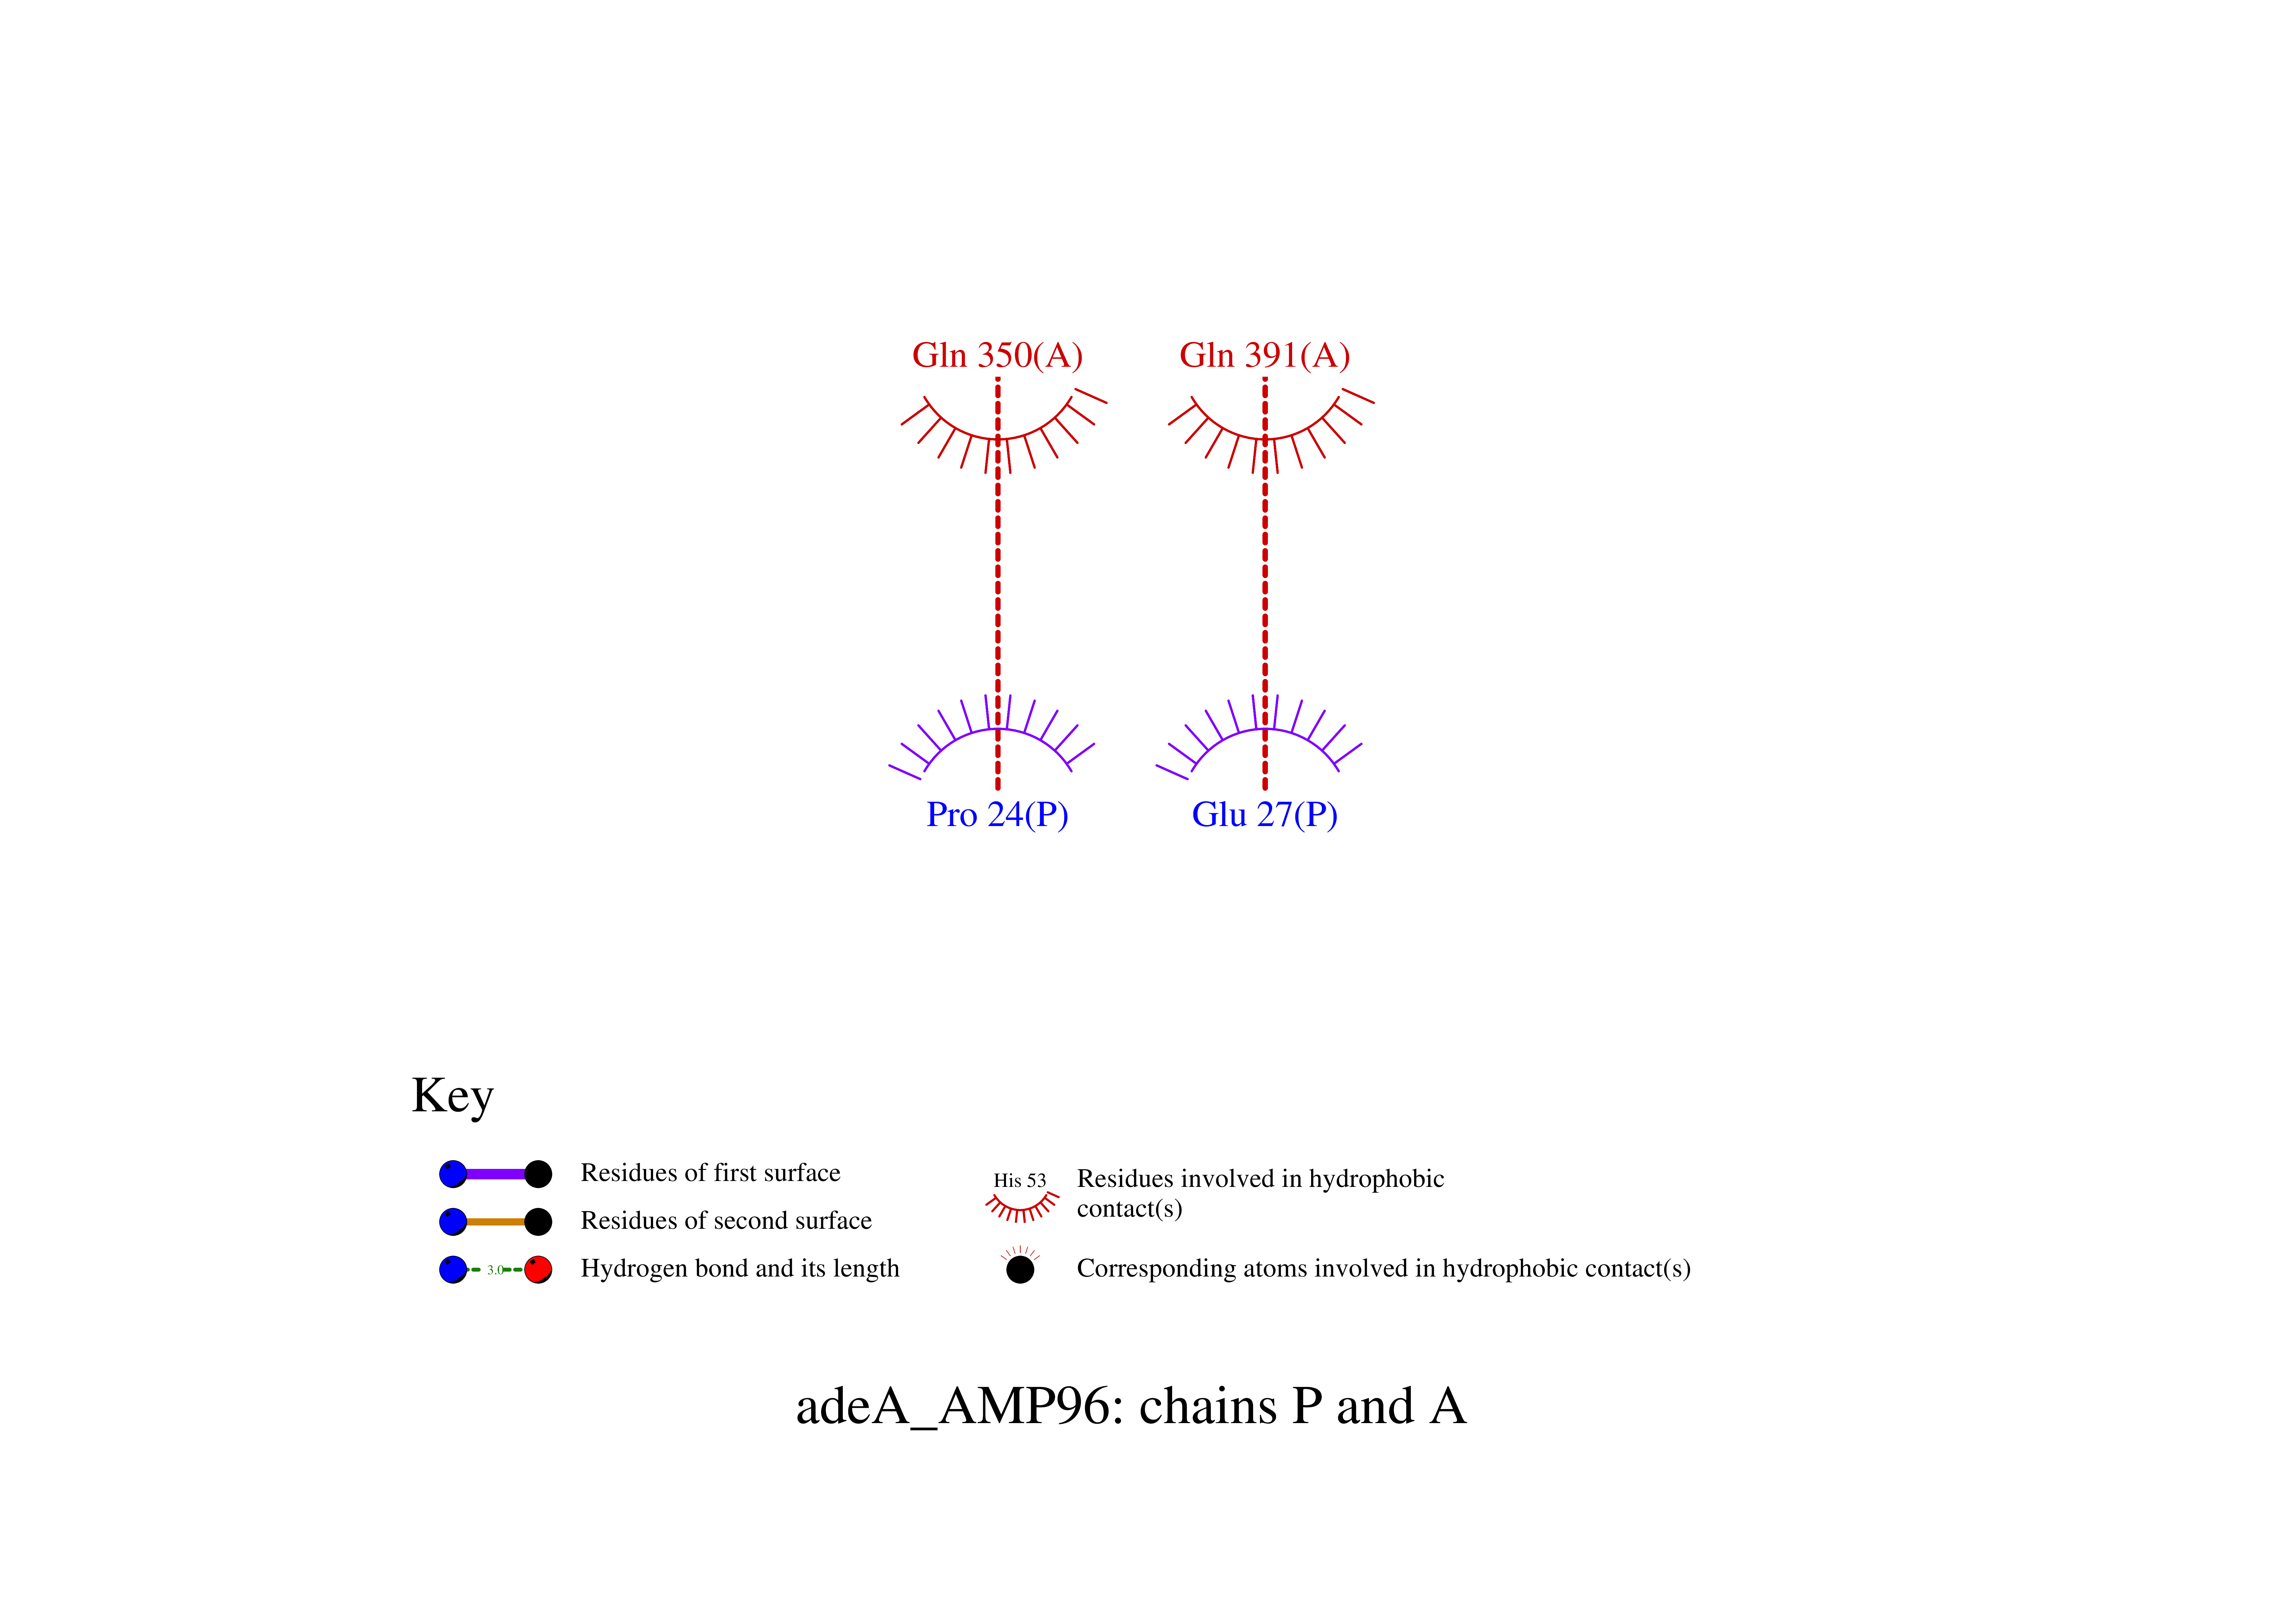 Gln 350(A) Gln 391(A)
Pro 24(P) Glu 27(P)
Key
Residues of first surface
Residues of second surface
3.0 Hydrogen bond and its length
His 53 Residues involved in hydrophobic
contact(s)
Corresponding atoms involved in hydrophobic contact(s)
adeA_AMP96: chains P and A